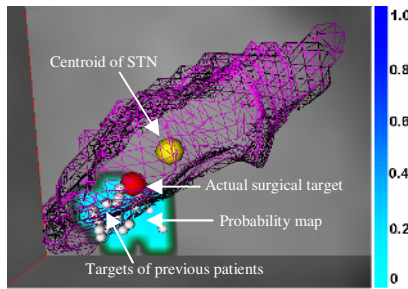 1.0
Centroid of STN
0.8
0.6
0.4
Actual surgical target
Probability map
0.2
Targets of previous patients
0